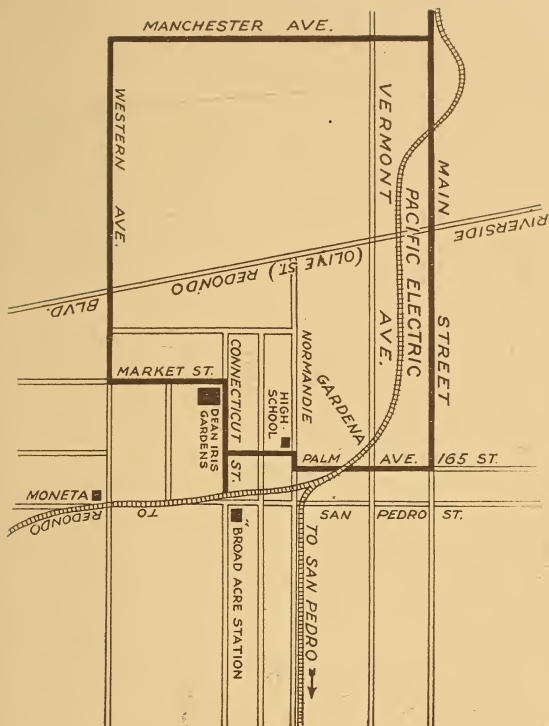 MANCHESTER AVE.
WESTERN AVE.
VERMONT AVE.
PACIFIC ELECTRIC
MAIN STREET
RIVERSIDE
REDONDO
(OLIVE ST.)
BLVD.
MARKET ST.
CONNECTICUT ST.
NORMANDIE
HIGH-
SCHOOL
GARDENA
DEAN IRIS
GARDENS
PALM AVE. 165 ST.
MONETA
TO
REDONDO
SAN PEDRO ST.
"BROAD ACRE STATION
TO SAN PEDRO